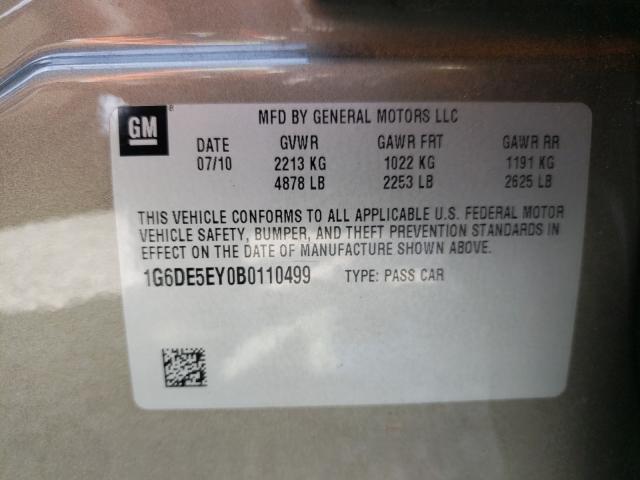 GM ®
MFD BY GENERAL MOTORS LLC
DATE GVWR GAWR FRT GAWR RR
07/10 2213 KG 1022 KG 1191 KG
4878 LB 2253 LB 2625 LB
THIS VEHICLE CONFORMS TO ALL APPLICABLE U.S. FEDERAL MOTOR
VEHICLE SAFETY, BUMPER, AND THEFT PREVENTION STANDARDS IN
EFFECT ON THE DATE OF MANUFACTURE SHOWN ABOVE.
1G6DE5EY0B0110499 TYPE: PASS CAR